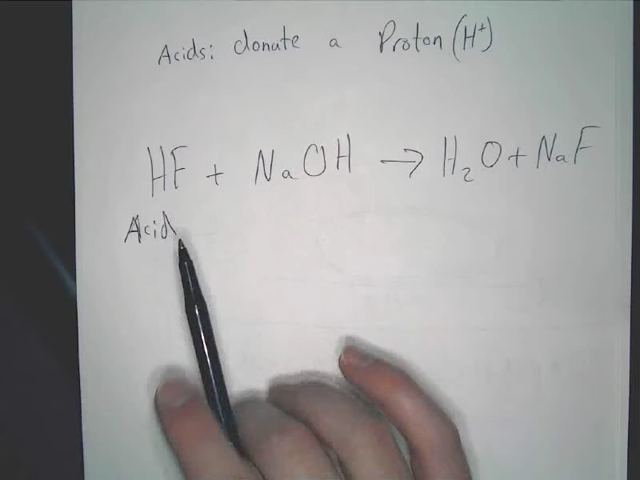 Acids: donate a Proton (H⁺)
HF + NaOH → H₂O + NaF
Acid